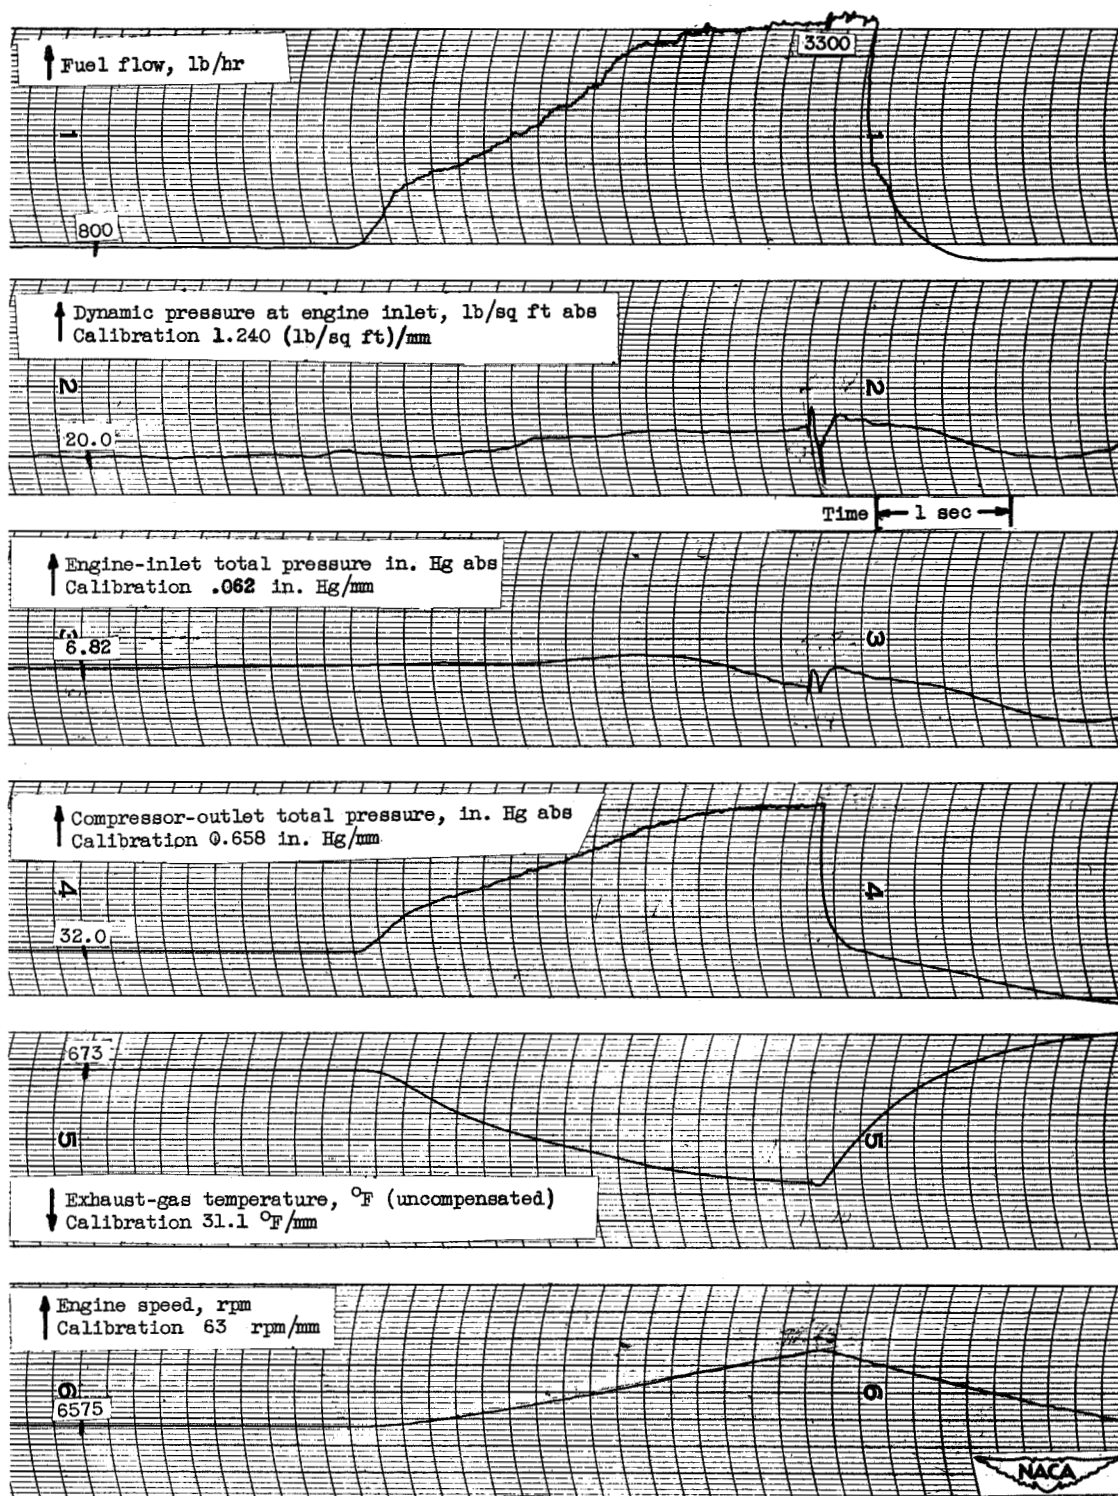 3300
Fuel flow, lb/hr
1 1
800
Dynamic pressure at engine inlet, lb/sq ft abs
Calibration 1.240 (lb/sq ft)/mm
2 2
20.0
Time 1 sec
Engine-inlet total pressure in. Hg abs
Calibration .062 in. Hg/mm
3 3
6.82
Compressor-outlet total pressure, in. Hg abs
Calibration 0.658 in. Hg/mm
4 4
32.0
673
5 5
Exhaust-gas temperature, °F (uncompensated)
Calibration 31.1 °F/mm
Engine speed, rpm
Calibration 63 rpm/mm
6 6
6575
NACA